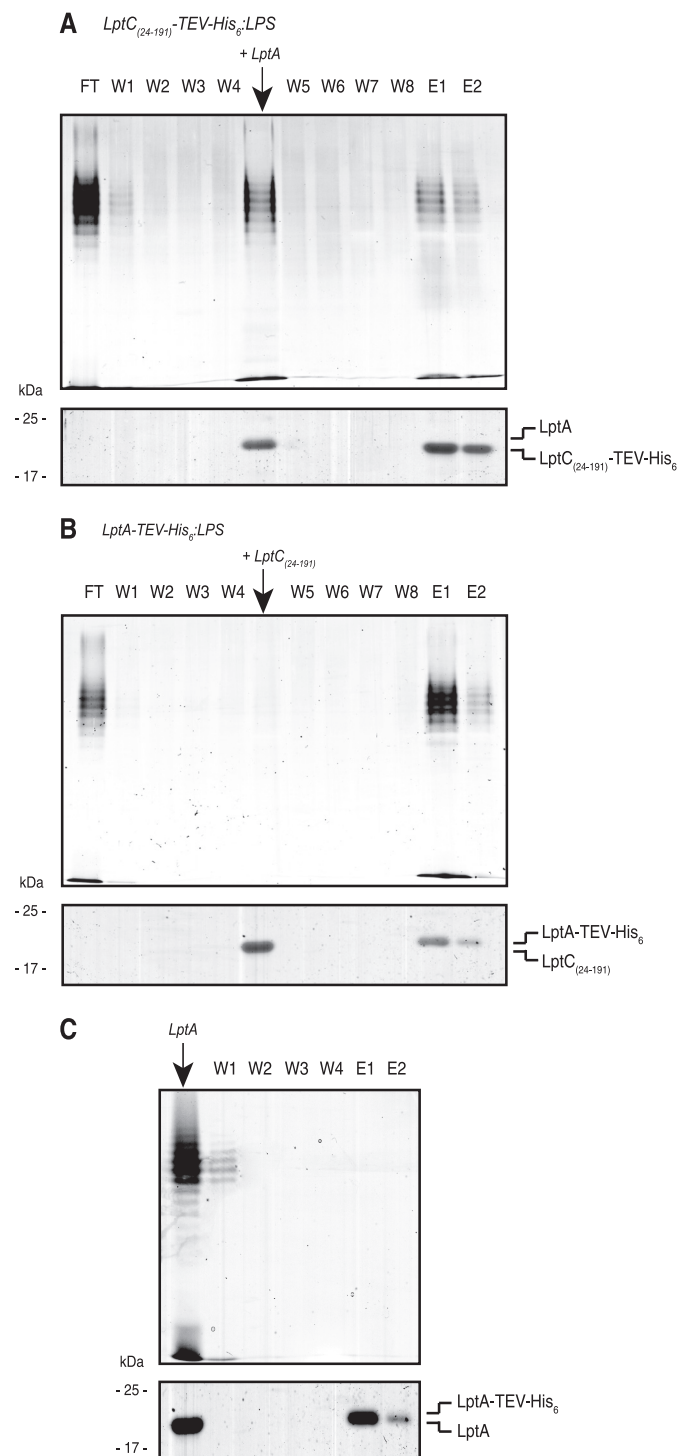 A LptC(24-191)-TEV-His6:LPS
+ LptA
FT W1 W2 W3 W4 W5 W6 W7 W8 E1 E2
kDa
- 25 -
LptA
LptC(24-191)-TEV-His6
- 17 -
B LptA-TEV-His6:LPS
+ LptC(24-191)
FT W1 W2 W3 W4 W5 W6 W7 W8 E1 E2
kDa
- 25 -
LptA-TEV-His6
LptC(24-191)
- 17 -
C
LptA
W1 W2 W3 W4 E1 E2
kDa
- 25 -
LptA-TEV-His6
LptA
- 17 -